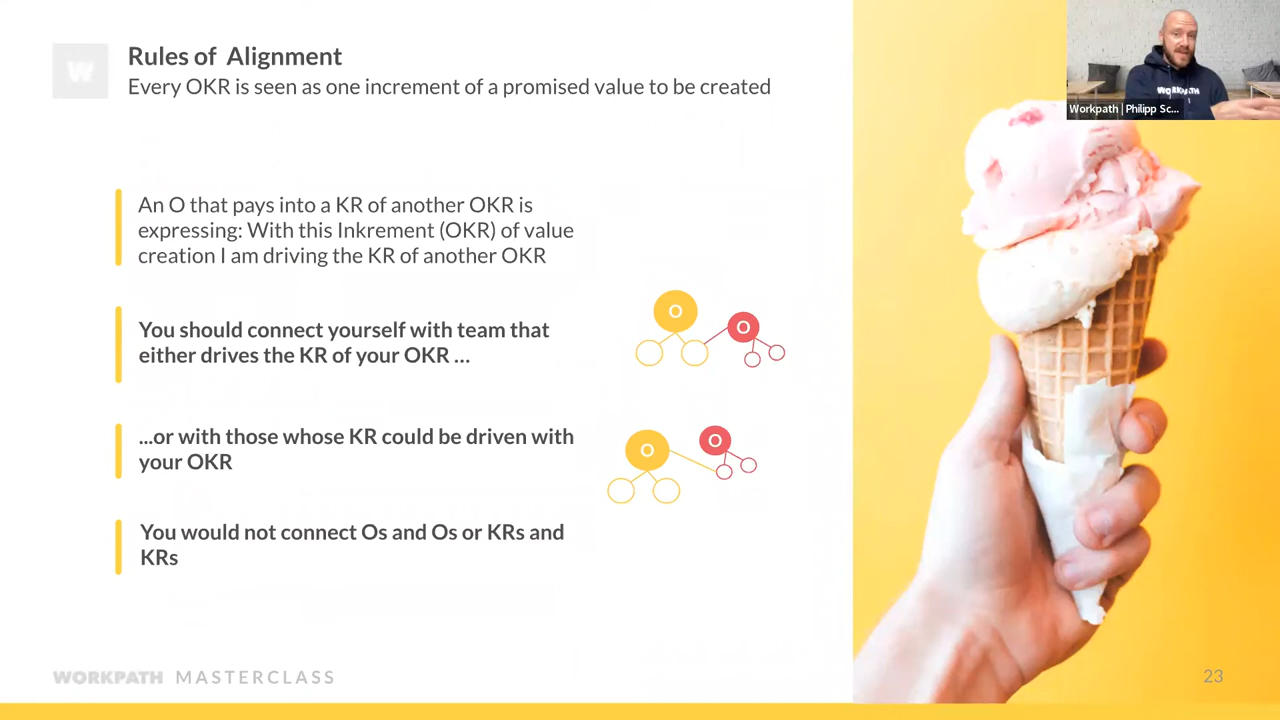 W
Rules of Alignment
Every OKR is seen as one increment of a promised value to be created
An O that pays into a KR of another OKR is
expressing: With this Inkrement (OKR) of value
creation I am driving the KR of another OKR
You should connect yourself with team that
either drives the KR of your OKR ...
O
O
...or with those whose KR could be driven with
your OKR
O
O
You would not connect Os and Os or KRs and
KRs
WORKPATH MASTERCLASS
23
WORKPATH
Workpath | Philipp Sc...